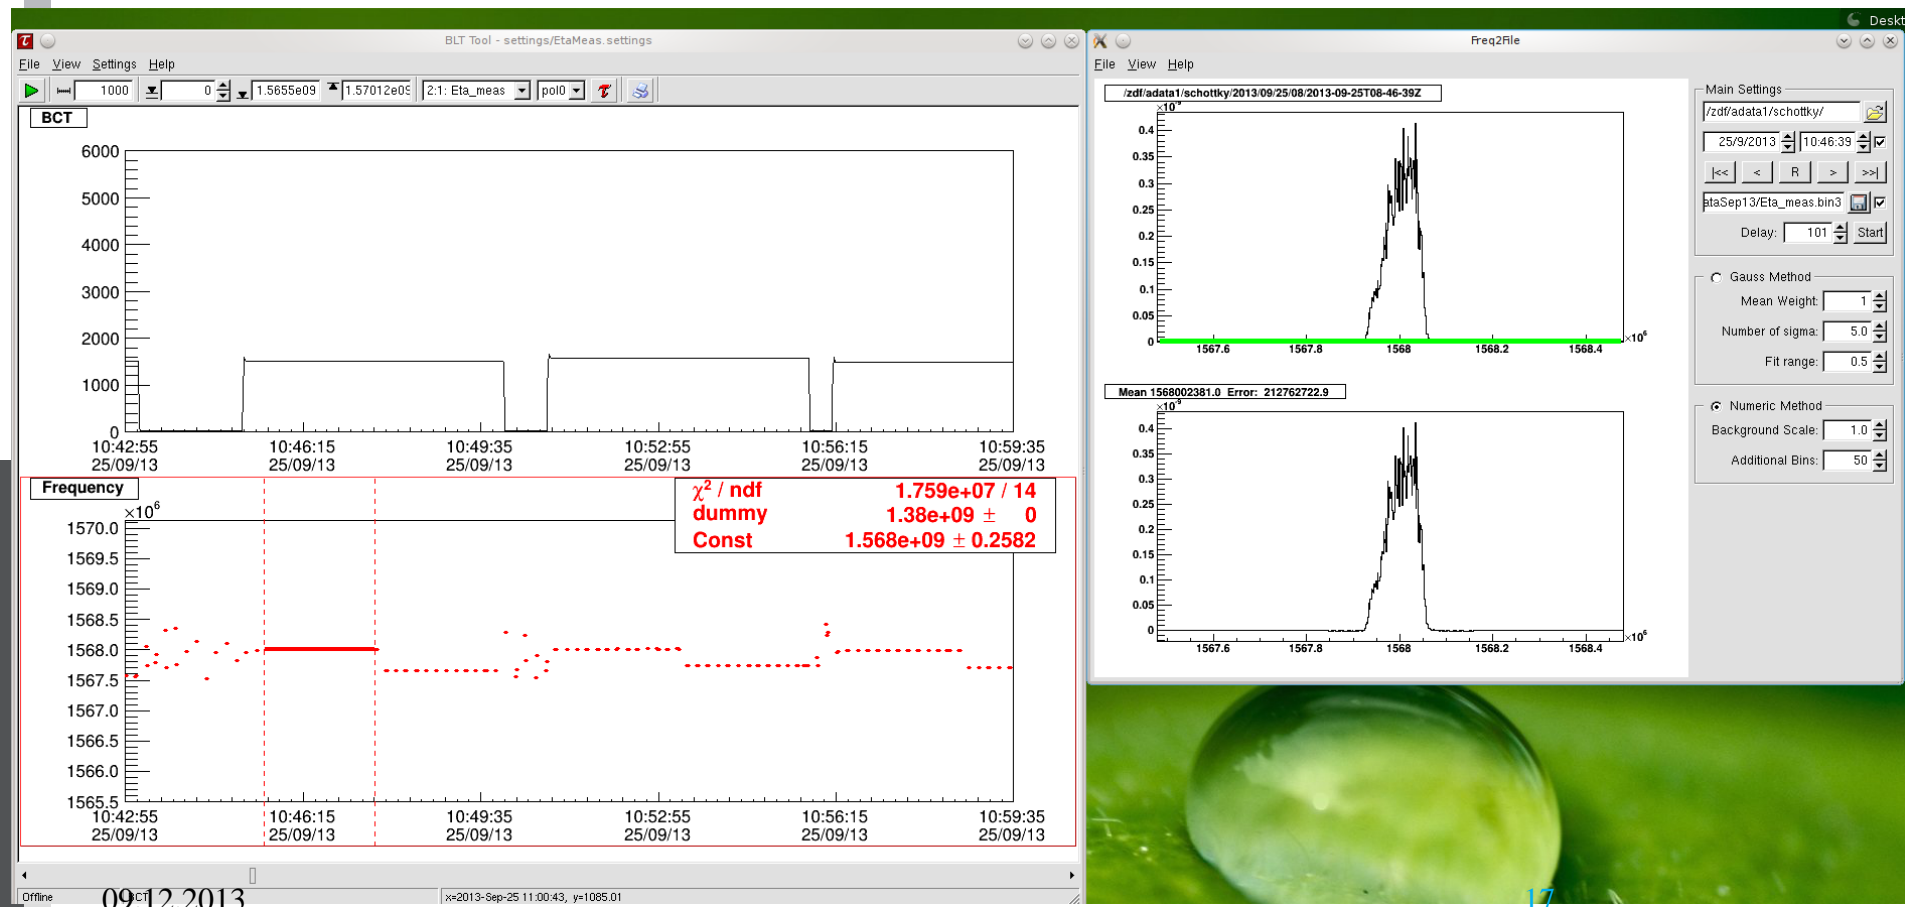 Deskt
BLT Tool - settings/EtaMeas.settings
File View Settings Help
1000 0 1.5655e09 1.57012e09 2:1: Eta_meas pol0
BCT
6000
5000
4000
3000
2000
1000
0
10:42:55 10:46:15 10:49:35 10:52:55 10:56:15 10:59:35
25/09/13 25/09/13 25/09/13 25/09/13 25/09/13 25/09/13
Frequency
×10⁶
χ² / ndf 1.759e+07 / 14
dummy 1.38e+09 ± 0
Const 1.568e+09 ± 0.2582
1570.0
1569.5
1569.0
1568.5
1568.0
1567.5
1567.0
1566.5
1566.0
1565.5
10:42:55 10:46:15 10:49:35 10:52:55 10:56:15 10:59:35
25/09/13 25/09/13 25/09/13 25/09/13 25/09/13 25/09/13
Offline BCT x=2013-Sep-25 11:00:43, y=1085.01
09.12.2013
Freq2File
File View Help
/zdf/adata1/schottky/2013/09/25/08/2013-09-25T08-46-39Z
×10⁻⁹
0.4
0.35
0.3
0.25
0.2
0.15
0.1
0.05
0
1567.6 1567.8 1568 1568.2 1568.4 ×10⁶
Mean 1568002381.0 Error: 212762722.9
×10⁻⁹
0.4
0.35
0.3
0.25
0.2
0.15
0.1
0.05
0
1567.6 1567.8 1568 1568.2 1568.4 ×10⁶
Main Settings
/zdf/adata1/schottky/
25/9/2013 10:46:39
|<< < R > >>|
ataSep13/Eta_meas.bin3
Delay: 101 Start
Gauss Method
Mean Weight: 1
Number of sigma: 5.0
Fit range: 0.5
Numeric Method
Background Scale: 1.0
Additional Bins: 50
17